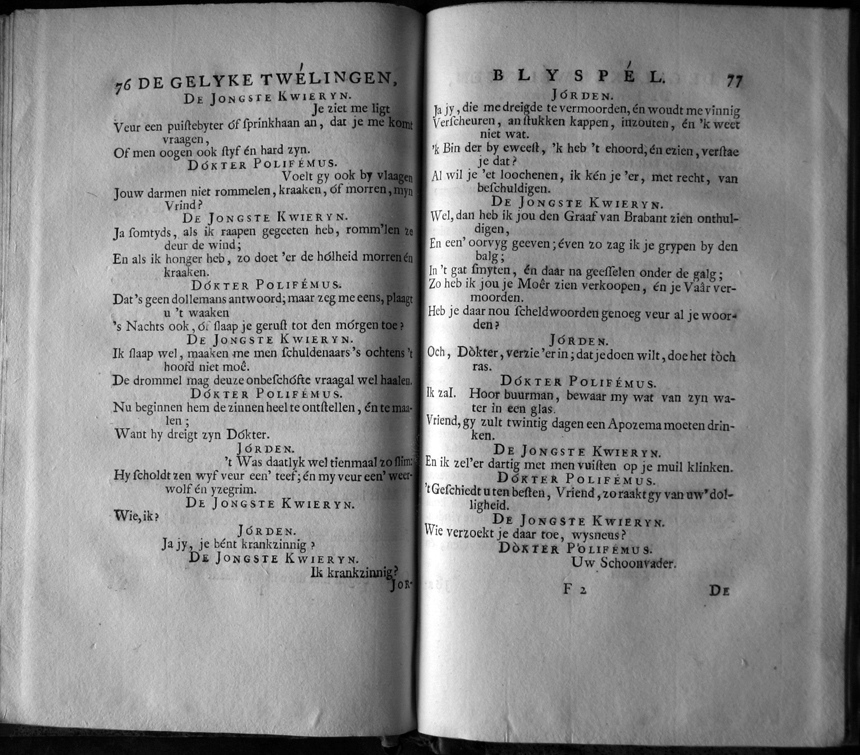 76 DE GELYKE TWÉLINGEN,
DE JONGSTE KWIERYN.
Je ziet me ligt
Veur een puiſtebyter óf ſprinkhaan an, dat je me komt
vraagen,
Of men oogen ook ſtyf én hard zyn.
DÓKTER POLIFÉMUS.
Voelt gy ook by vlaagen
Jouw darmen niet rommelen, kraaken, óf morren, myn
Vrind?
DE JONGSTE KWIERYN.
Ja ſomtyds, als ik raapen gegeeten heb, romm'len ze
deur de wind;
En als ik honger heb, zo doet 'er de hólheid morren én
kraaken.
DÓKTER POLIFÉMUS.
Dat's geen dollemans antwoord; maar zeg me eens, plaagt
u 't waaken
's Nachts ook, óf ſlaap je geruſt tot den mórgen toe?
DE JONGSTE KWIERYN.
Ik ſlaap wel, maaken me men ſchuldenaars 's ochtens 't
hoofd niet moê.
De drommel mag deuze onbeſchófte vraagal wel haalen.
DÓKTER POLIFÉMUS.
Nu beginnen hem de zinnen heel te ontſtellen, én te maa-
len;
Want hy dreigt zyn Dókter.
JÓRDEN.
't Was daatlyk wel tienmaal zo ſlim:
Hy ſcholdt zen wyf veur een' teef; én my veur een' weer-
wolf én yzegrim.
DE JONGSTE KWIERYN.
Wie, ik?
JÓRDEN.
Ja jy, je bént krankzinnig?
DE JONGSTE KWIERYN.
Ik krankzinnig?
JOR-
BLYSPÉL. 77
JÓRDEN.
Ja jy, die me dreigde te vermoorden, én woudt me vinnig
Verſcheuren, an ſtukken kappen, inzouten, én 'k weet
niet wat.
'k Bin der by eweeſt, 'k heb 't ehoord, én ezien, verſtae
je dat?
Al wil je 'et loochenen, ik kén je 'er, met recht, van
beſchuldigen.
DE JONGSTE KWIERYN.
Wel, dan heb ik jou den Graaf van Brabant zien onthul-
digen,
En een' oorvyg geeven; éven zo zag ik je grypen by den
balg;
In 't gat ſmyten, én daar na geeſſelen onder de galg;
Zo heb ik jou je Moêr zien verkoopen, én je Vaâr ver-
moorden.
Heb je daar nou ſcheldwoorden genoeg veur al je woor-
den?
JÓRDEN.
Och, Dòkter, verzie 'er in; dat je doen wilt, doe het tòch
ras.
DÓKTER POLIFÉMUS.
Ik zal. Hoor buurman, bewaar my wat van zyn wa-
ter in een glas.
Vriend, gy zult twintig dagen een Apozema moeten drin-
ken.
DE JONGSTE KWIERYN.
En ik zel'er dartig met men vuiſten op je muil klinken.
DÓKTER POLIFÉMUS.
't Geſchiedt u ten beſten, Vriend, zo raakt gy van uw' dol-
ligheid.
DE JONGSTE KWIERYN.
Wie verzoekt je daar toe, wysneus?
DÒKTER POLIFÉMUS.
Uw Schoonvader.
F 2 DE